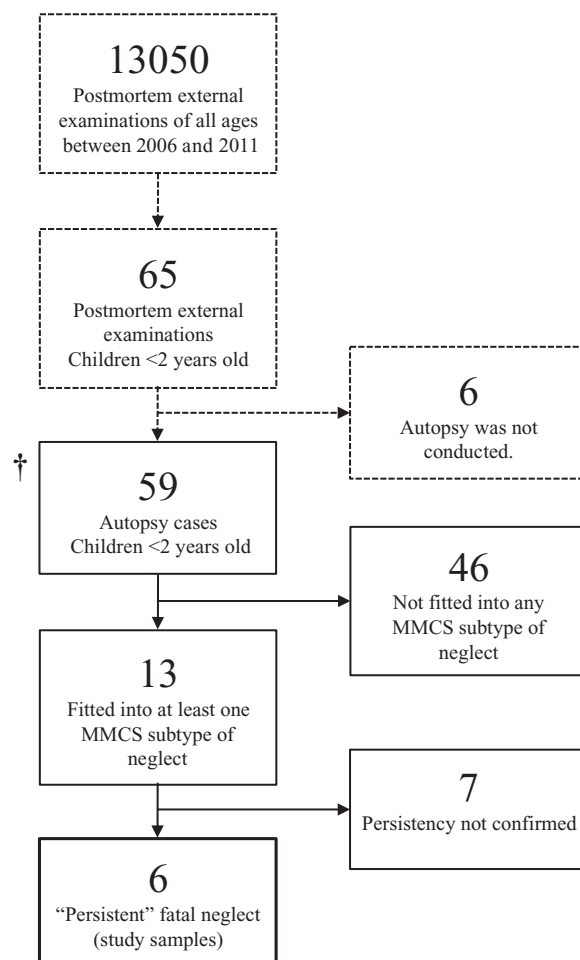 13050
Postmortem external
examinations of all ages
between 2006 and 2011
65
Postmortem external
examinations
Children <2 years old
6
Autopsy was not
conducted.
†
59
Autopsy cases
Children <2 years old
46
Not fitted into any
MMCS subtype of
neglect
13
Fitted into at least one
MMCS subtype of
neglect
7
Persistency not confirmed
6
“Persistent” fatal neglect
(study samples)